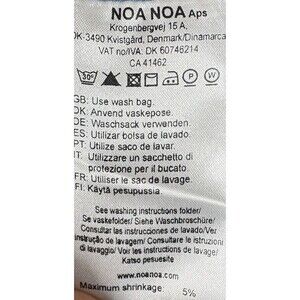 NOA NOA Aps
Krogenbergvej 15 A,
DK-3490 Kvistgård, Denmark/Dinamarca
VAT no/IVA: DK 60746214
CA 41462
30° P W
GB: Use wash bag.
DK: Anvend vaskepose.
DE: Waschsack verwenden.
ES: Utilizar bolsa de lavado.
PT: Utilize saco de lavar.
IT: Utilizzare un sacchetto di
protezione per il bucato.
FR: Utiliser le sac de lavage.
FI: Käytä pesupussia.
See washing instructions folder/
Se vaskefolder/ Siehe Waschbroschüre/
Consultar las instrucciones de lavado/Ver
instrução de lavagem/ Consultare istruzioni
di lavaggio/ Voir les instructions de lavage/
Katso pesuohjeet
www.noanoa.com
Maximum shrinkage: 5%